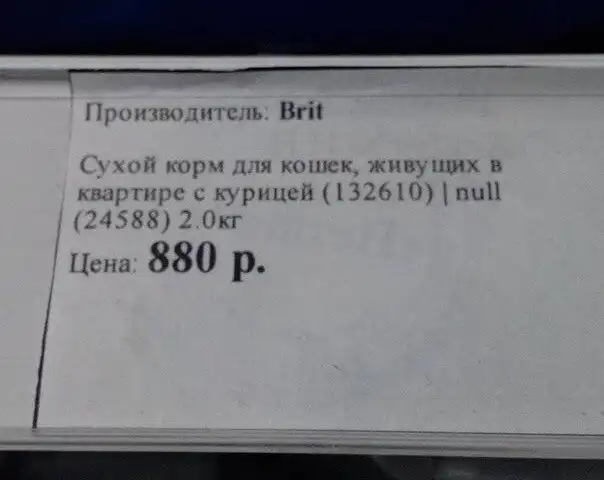 Производитель: Brit
Сухой корм для кошек, живущих в
квартире с курицей (132610) | null
(24588) 2.0кг
Цена: 880 р.